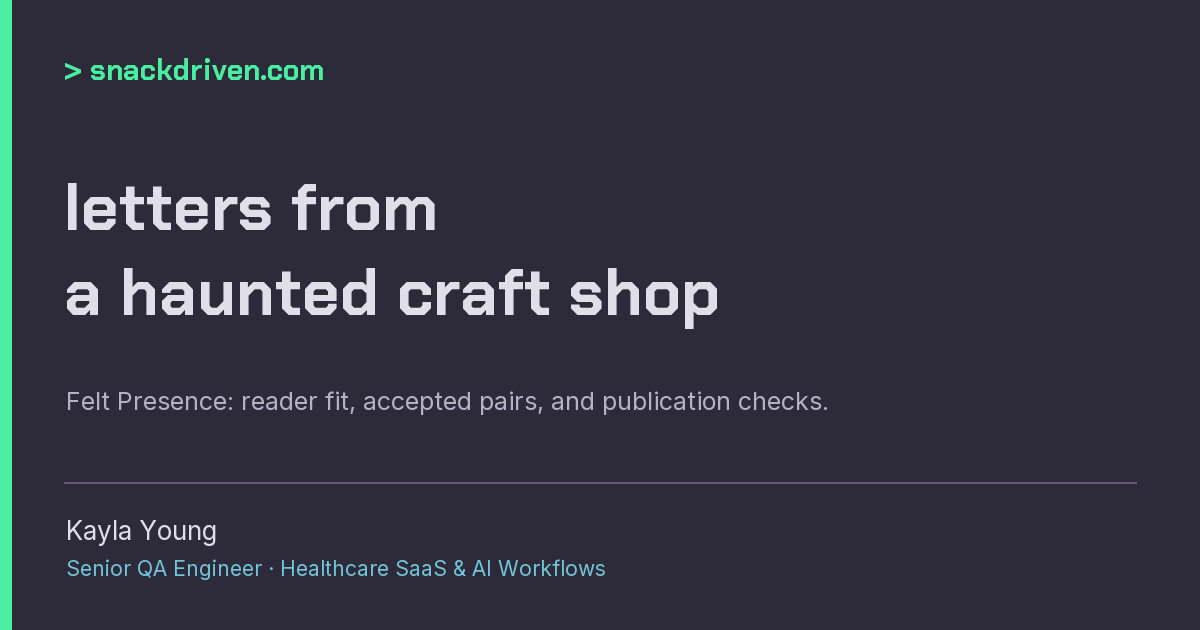 > snackdriven.com
letters from
a haunted craft shop
Felt Presence: reader fit, accepted pairs, and publication checks.
Kayla Young
Senior QA Engineer · Healthcare SaaS & AI Workflows